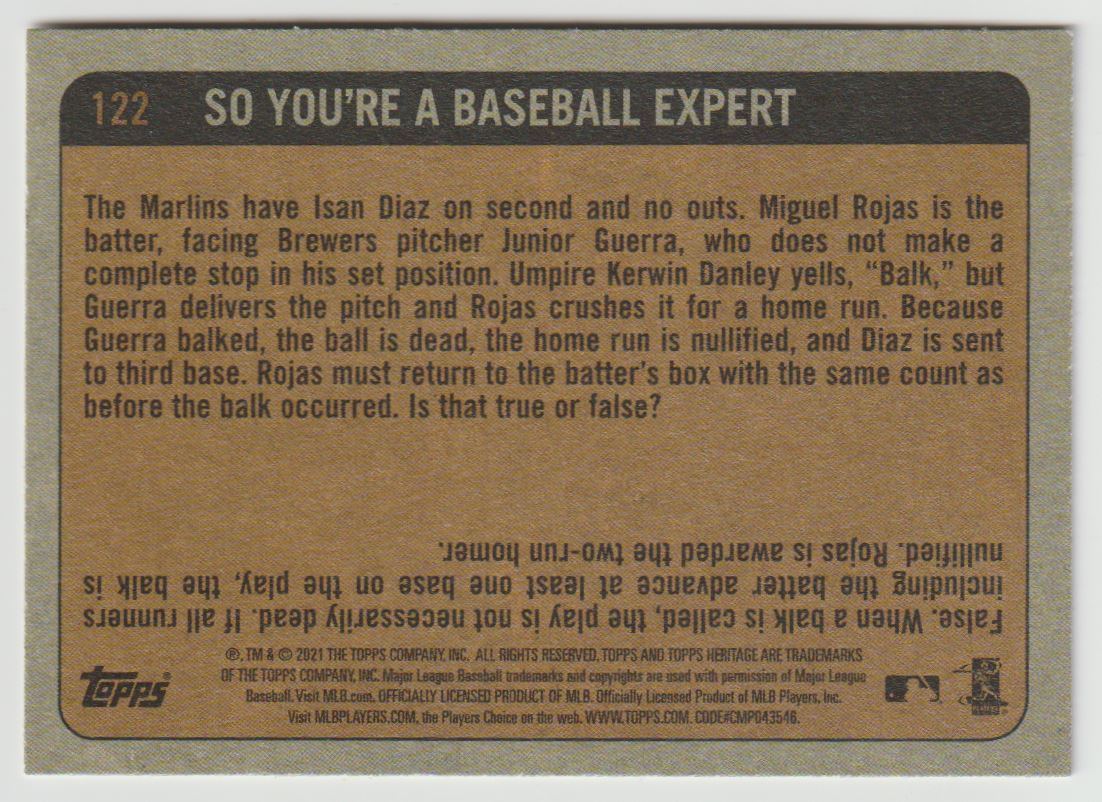 122 SO YOU'RE A BASEBALL EXPERT
The Marlins have Isan Diaz on second and no outs. Miguel Rojas is the
batter, facing Brewers pitcher Junior Guerra, who does not make a
complete stop in his set position. Umpire Kerwin Danley yells, “Balk,” but
Guerra delivers the pitch and Rojas crushes it for a home run. Because
Guerra balked, the ball is dead, the home run is nullified, and Diaz is sent
to third base. Rojas must return to the batter's box with the same count as
before the balk occurred. Is that true or false?
False. When a balk is called, the play is not necessarily dead. If all runners
including the batter advance at least one base on the play, the balk is
nullified. Rojas is awarded the two-run homer.
®, TM & © 2021 THE TOPPS COMPANY, INC. ALL RIGHTS RESERVED. TOPPS AND TOPPS HERITAGE ARE TRADEMARKS
OF THE TOPPS COMPANY, INC. Major League Baseball trademarks and copyrights are used with permission of Major League
Baseball. Visit MLB.com. OFFICIALLY LICENSED PRODUCT OF MLB. Officially Licensed Product of MLB Players, Inc.
Visit MLBPLAYERS.COM, the Players Choice on the web. WWW.TOPPS.COM. CODE#CMP043546.
Topps®
PLAYERS